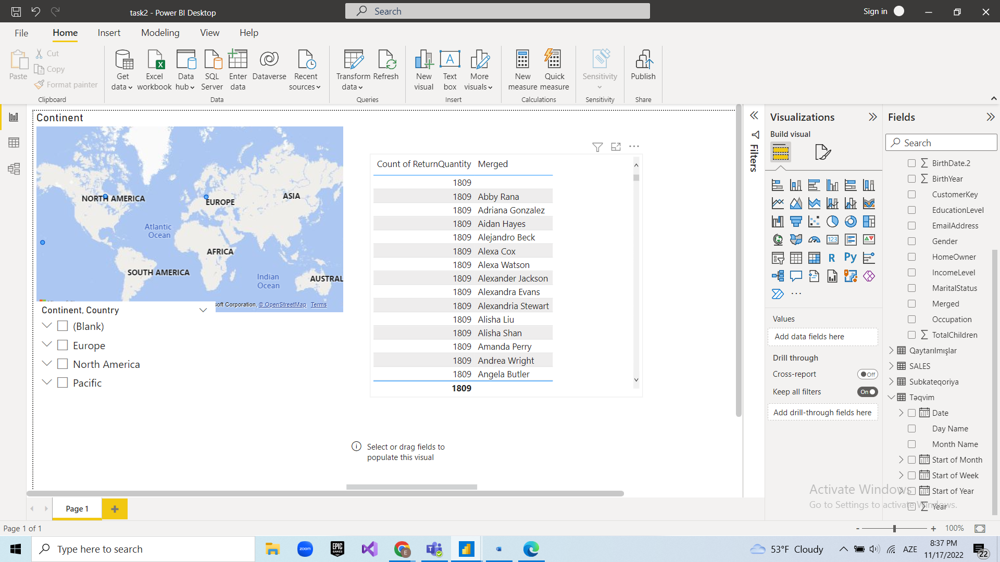 task2 - Power BI Desktop
Search
Sign in
File
Home
Insert
Modeling
View
Help
Paste
Cut
Copy
Format painter
Clipboard
Get data
Excel workbook
Data hub
SQL Server
Enter data
Dataverse
Recent sources
Data
Transform data
Refresh
Queries
New visual
Text box
More visuals
Insert
New measure
Quick measure
Calculations
Sensitivity
Sensitivity
Publish
Share
Continent
NORTH AMERICA
EUROPE
ASIA
Atlantic
Ocean
AFRICA
SOUTH AMERICA
Indian
Ocean
AUSTRAL
soft Corporation, © OpenStreetMap Terms
Continent, Country
(Blank)
Europe
North America
Pacific
Count of ReturnQuantity Merged
1809
1809 Abby Rana
1809 Adriana Gonzalez
1809 Aidan Hayes
1809 Alejandro Beck
1809 Alexa Cox
1809 Alexa Watson
1809 Alexander Jackson
1809 Alexandra Evans
1809 Alexandria Stewart
1809 Alisha Liu
1809 Alisha Shan
1809 Amanda Perry
1809 Andrea Wright
1809 Angela Butler
1809
Select or drag fields to
populate this visual
Filters
Visualizations
Build visual
123
R
Py
Values
Add data fields here
Drill through
Cross-report
Off
Keep all filters
On
Add drill-through fields here
Fields
Search
BirthDate.2
BirthYear
CustomerKey
EducationLevel
EmailAddress
Gender
HomeOwner
IncomeLevel
MaritalStatus
Merged
Occupation
TotalChildren
Qaytarılmışlar
SALES
Subkateqoriya
Təqvim
Date
Day Name
Month Name
Start of Month
Start of Week
Start of Year
Year
Activate Windows
Go to Settings to activate Windows.
Page 1
Page 1 of 1
100%
Type here to search
zoom
EPIC
GAMES
E
53°F Cloudy
AZE
8:37 PM
11/17/2022
22